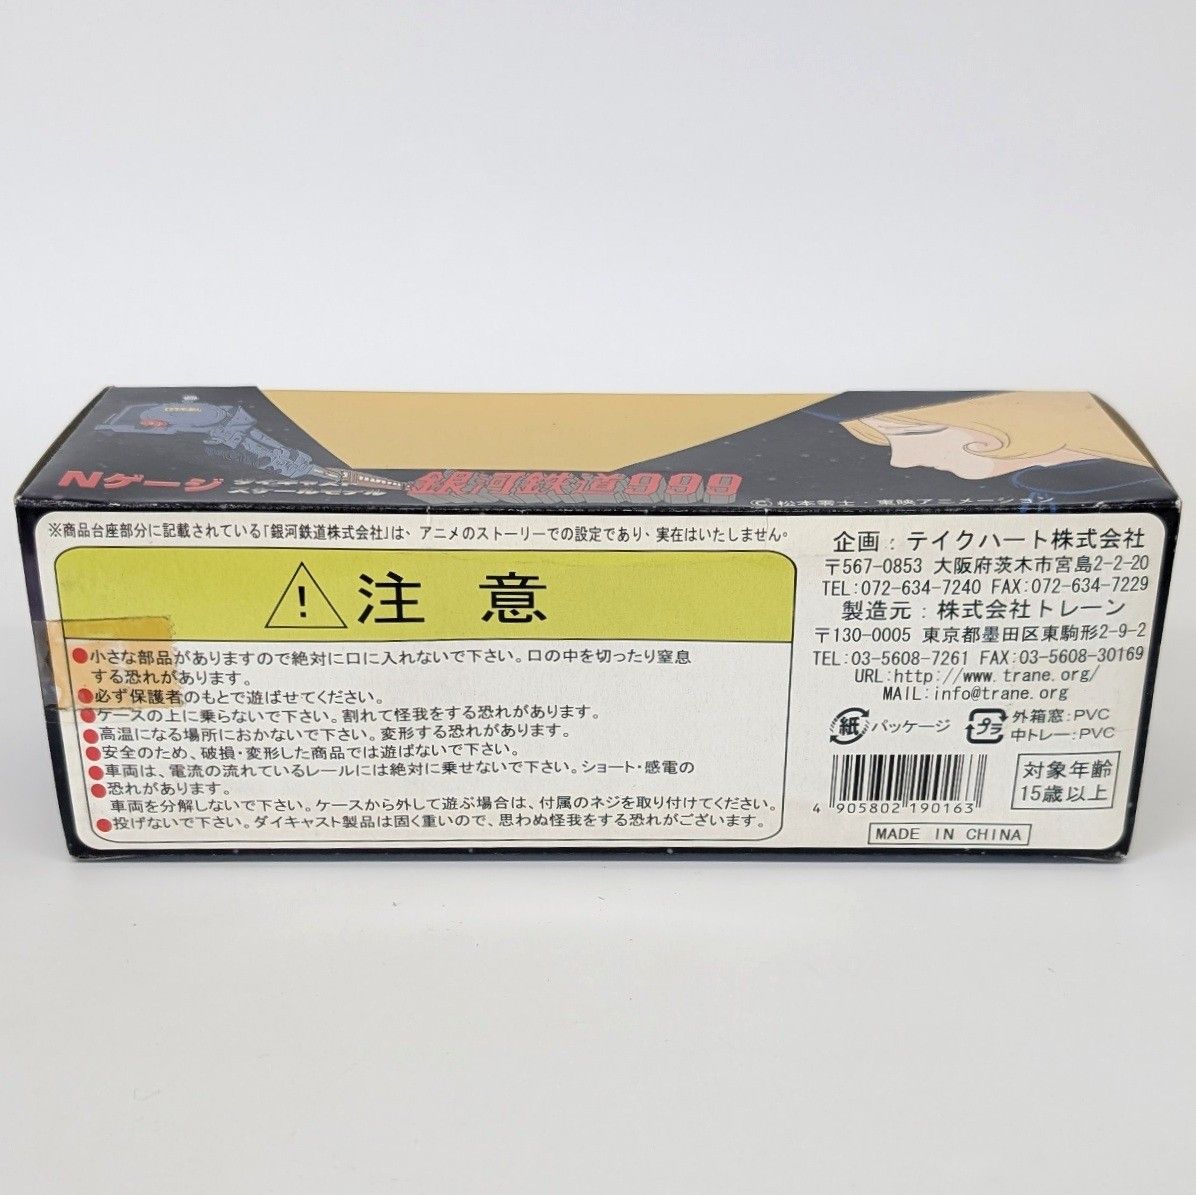 Nゲージ
ダイキャスト
スケールモデル
銀河鉄道999
©松本零士・東映アニメーション
※商品台座部分に記載されている「銀河鉄道株式会社」は、アニメのストーリーでの設定であり、実在はいたしません。
注 意
●小さな部品がありますので絶対に口に入れないで下さい。口の中を切ったり窒息
する恐れがあります。
●必ず保護者のもとで遊ばせてください。
●ケースの上に乗らないで下さい。割れて怪我をする恐れがあります。
●高温になる場所におかないで下さい。変形する恐れがあります。
●安全のため、破損・変形した商品では遊ばないで下さい。
●車両は、電流の流れているレールには絶対に乗せないで下さい。ショート・感電の
●恐れがあります。
車両を分解しないで下さい。ケースから外して遊ぶ場合は、付属のネジを取り付けてください。
●投げないで下さい。ダイキャスト製品は固く重いので、思わぬ怪我をする恐れがございます。
企画：テイクハート株式会社
〒567-0853 大阪府茨木市宮島2-2-20
TEL:072-634-7240 FAX:072-634-7229
製造元：株式会社トレーン
〒130-0005 東京都墨田区東駒形2-9-2
TEL:03-5608-7261 FAX:03-5608-30169
URL:http://www.trane.org/
MAIL:info@trane.org
紙 パッケージ
プラ 外箱窓:PVC
中トレー:PVC
4 905802 190163
対象年齢
15歳以上
MADE IN CHINA